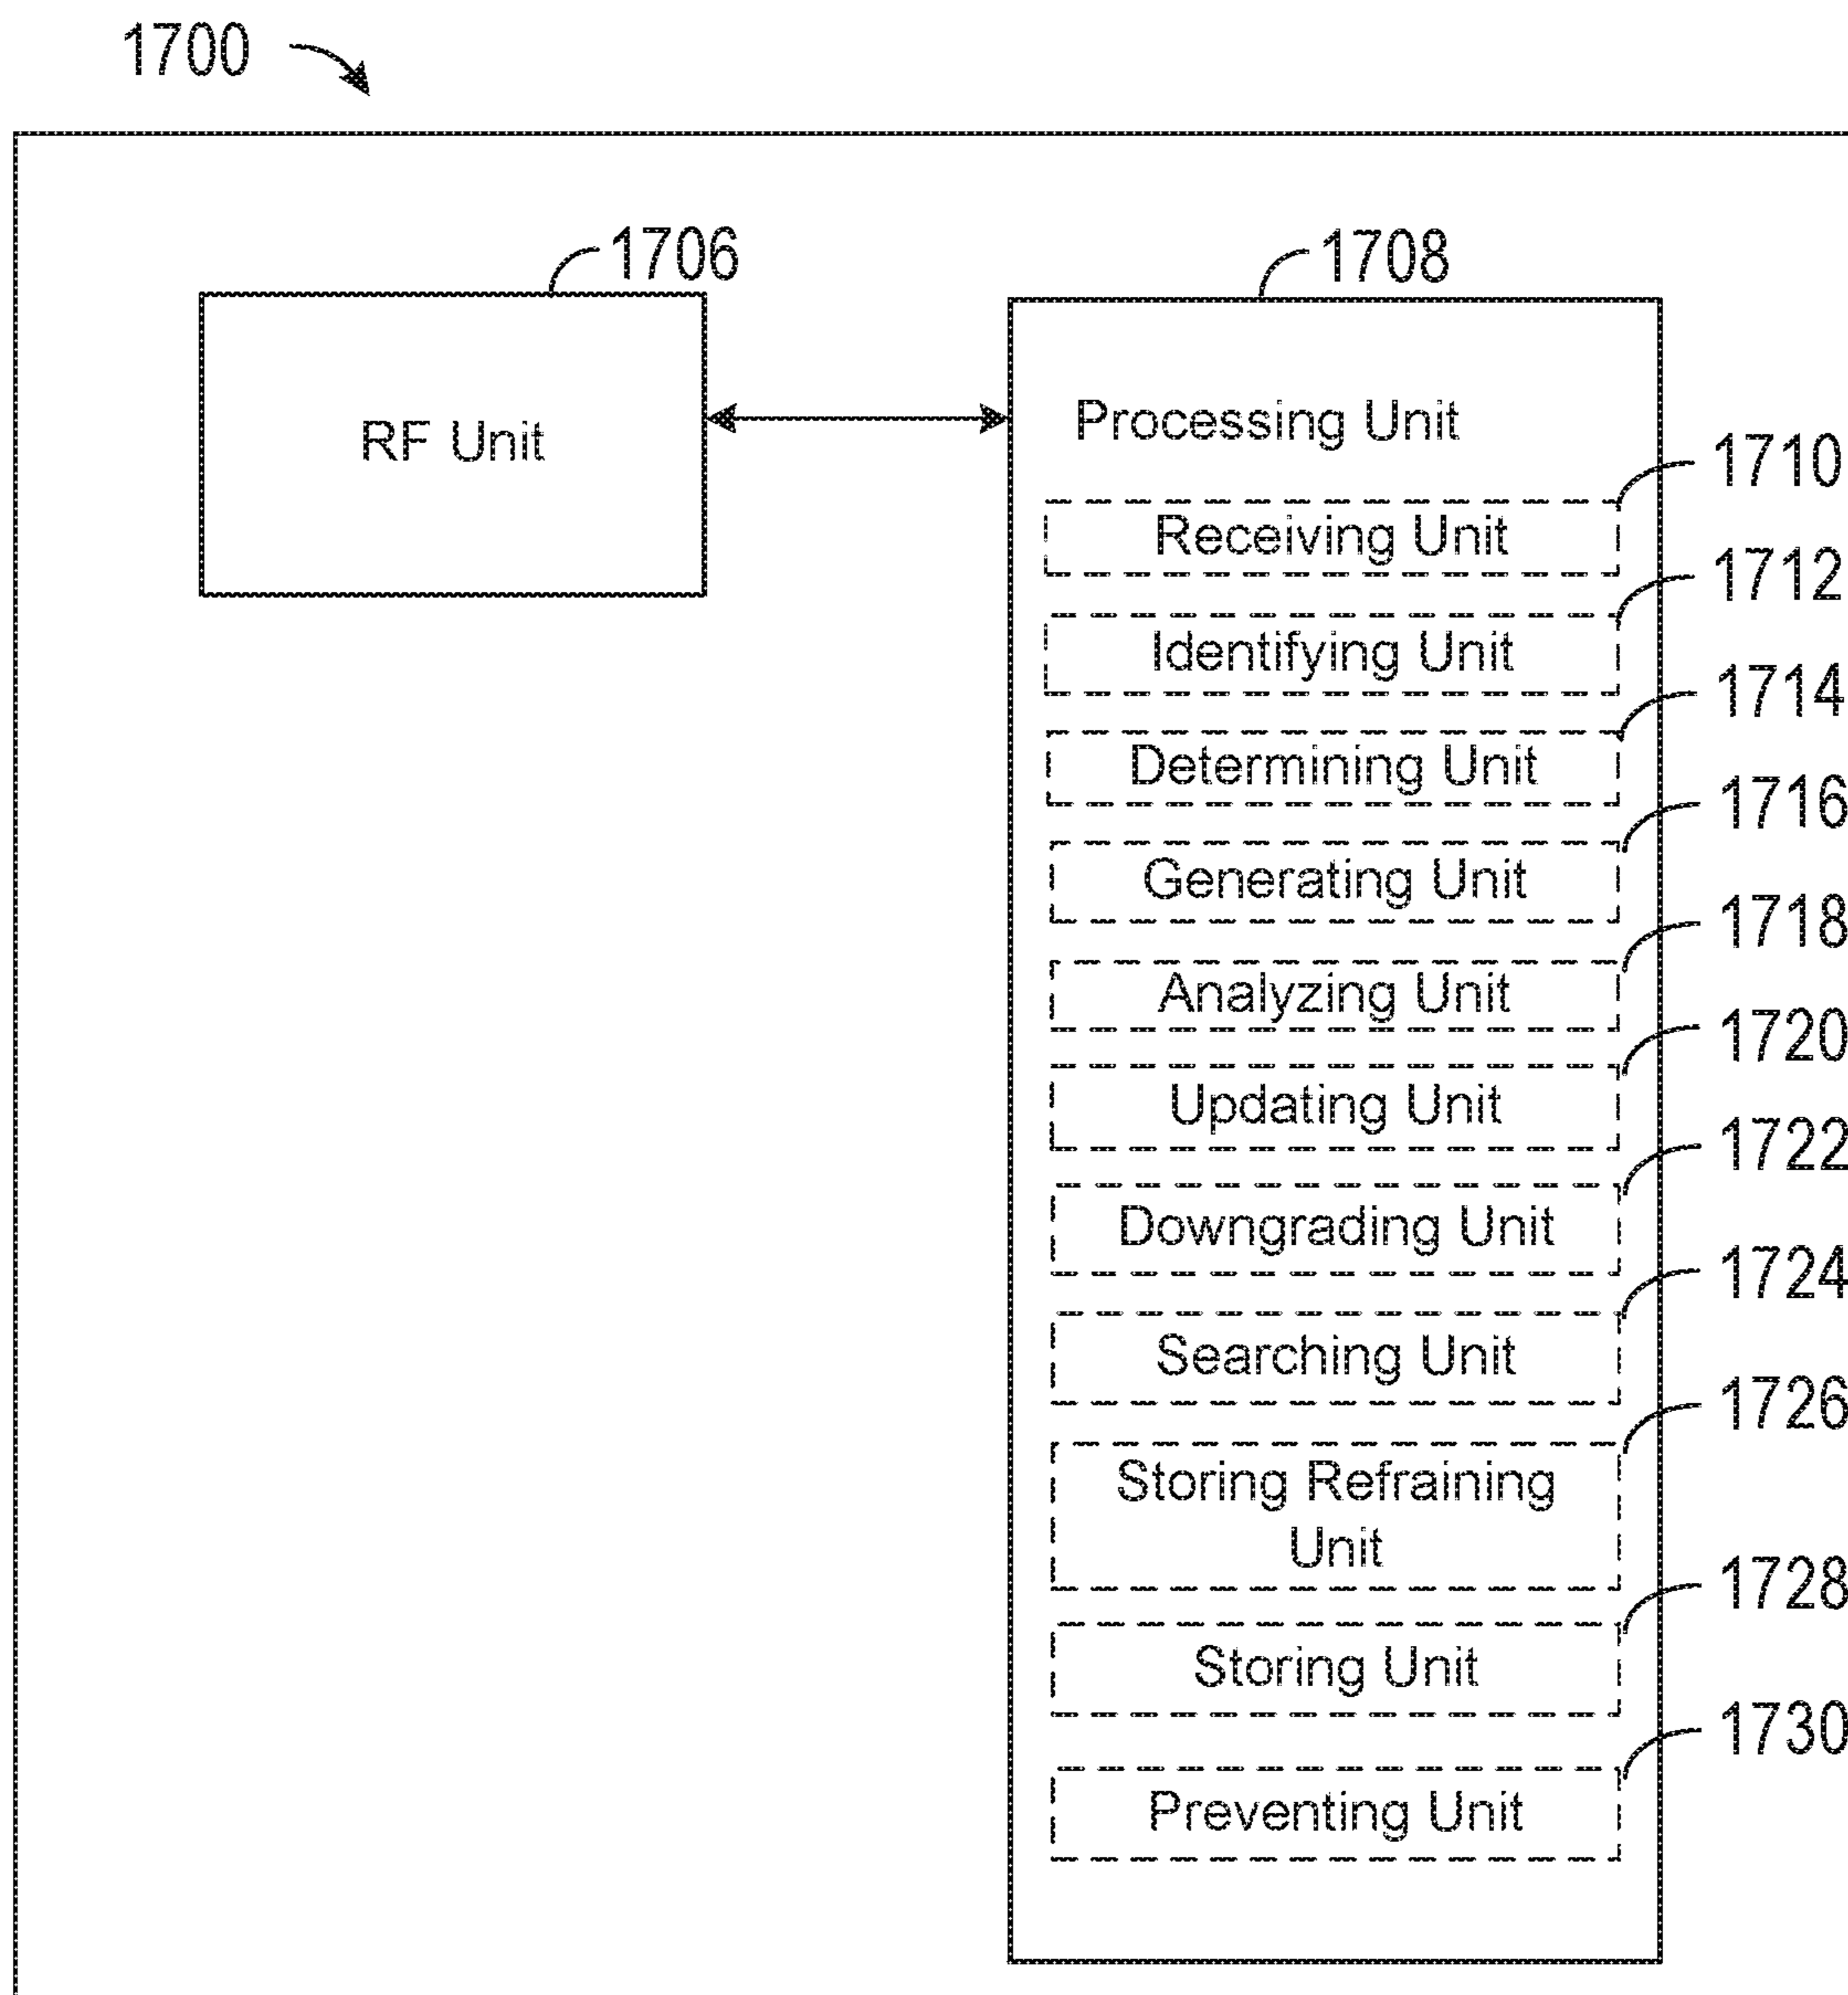 1700
1706
1708
RF Unit
Processing Unit
1710
Receiving Unit
1712
Identifying Unit
1714
Determining Unit
1716
Generating Unit
1718
Analyzing Unit
1720
Updating Unit
1722
Downgrading Unit
1724
Searching Unit
1726
Storing Refraining
Unit
1728
Storing Unit
1730
Preventing Unit